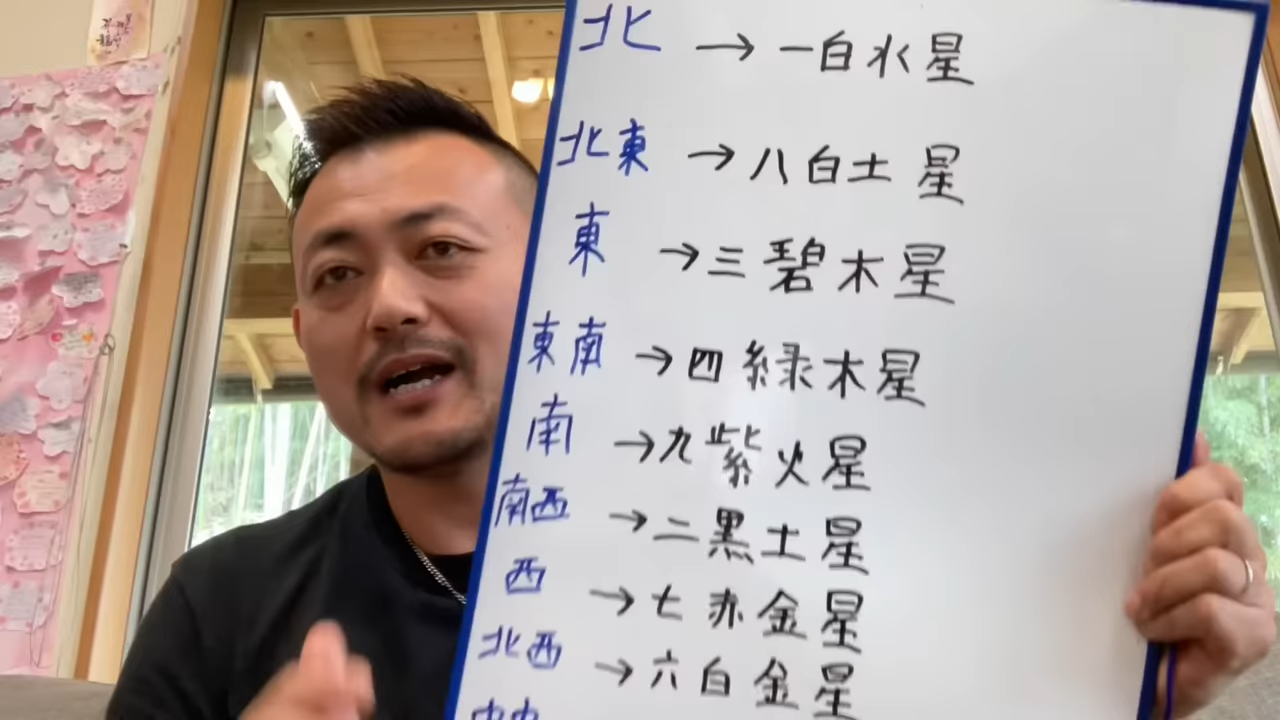 北 → 一白水星
北東 → 八白土星
東 → 三碧木星
東南 → 四緑木星
南 → 九紫火星
南西 → 二黒土星
西 → 七赤金星
北西 → 六白金星